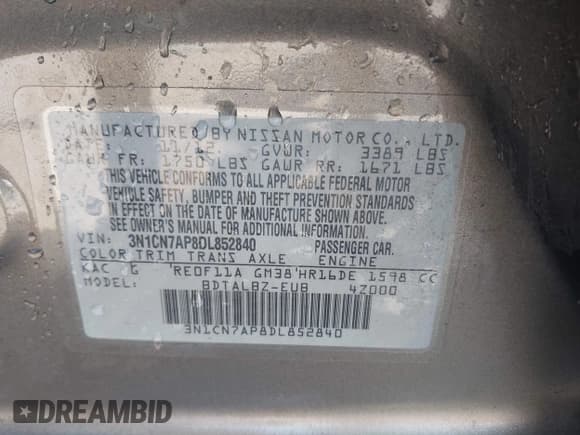 MANUFACTURED BY NISSAN MOTOR CO., LTD.
DATE: 11/12 GVWR: 3389 LBS
GAWR FR: 1750 LBS GAWR RR: 1671 LBS
THIS VEHICLE CONFORMS TO ALL APPLICABLE FEDERAL MOTOR
VEHICLE SAFETY, BUMPER AND THEFT PREVENTION STANDARDS
IN EFFECT ON THE DATE OF MANUFACTURE SHOWN ABOVE.
SEE OWNER'S MANUAL FOR ADDITIONAL INFORMATION.
VIN: 3N1CN7AP8DL852840 PASSENGER CAR.
COLOR TRIM TRANS AXLE ENGINE
KAC G 'RE0F11A GM38'HR16DE 1598 CC
BDTALBZ-EUB 4Z000
3N1CN7AP8DL852840
DREAMBID